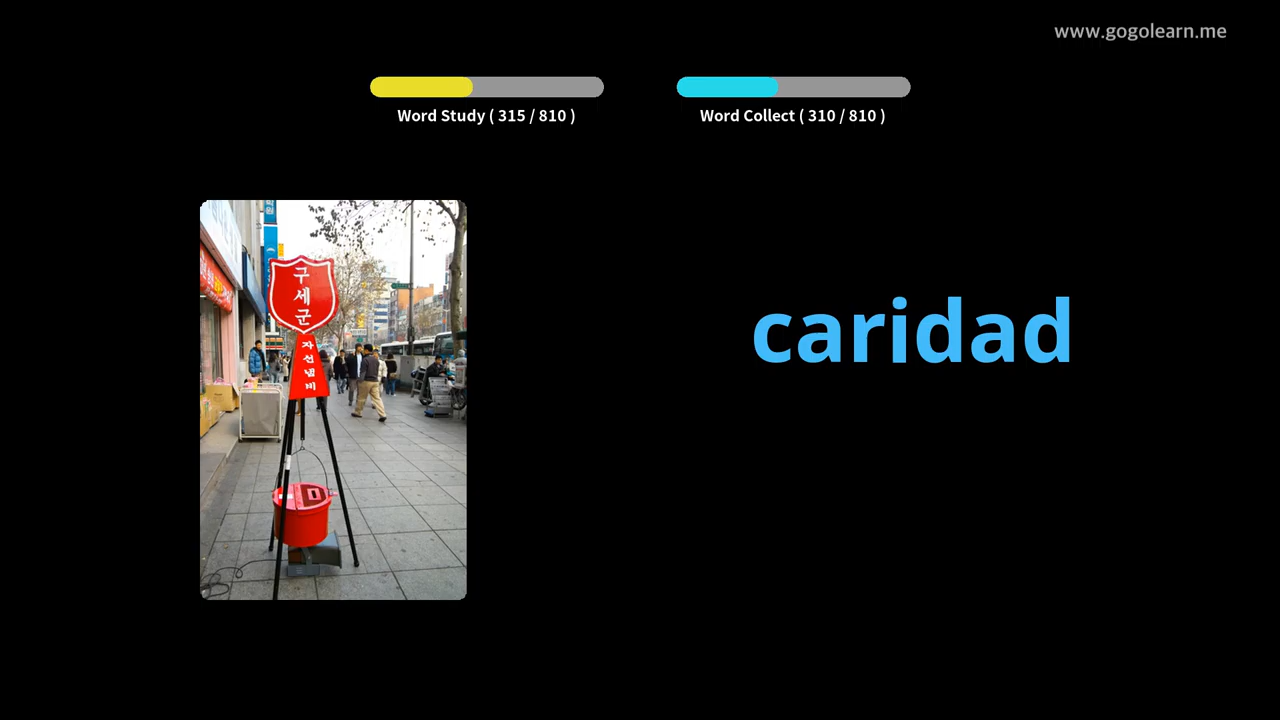 www.gogolearn.me
Word Study ( 315 / 810 )
Word Collect ( 310 / 810 )
구
세
군
자
선
냄
비
caridad